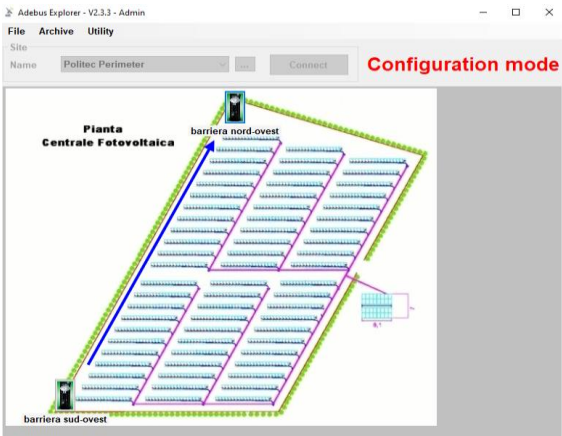 Adebus Explorer - V2.3.3 - Admin
File Archive Utility
Site
Name Politec Perimeter ... Connect
Configuration mode
Pianta
Centrale Fotovoltaica
barriera nord-ovest
barriera sud-ovest